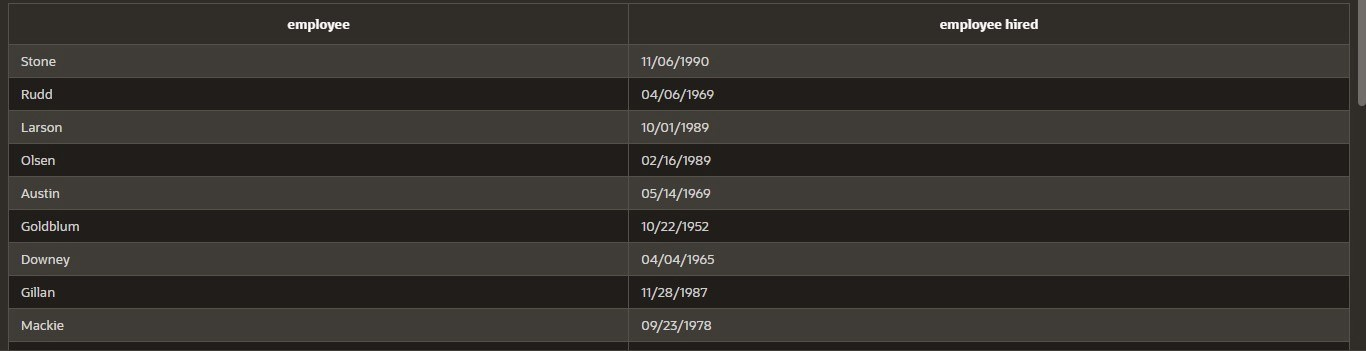 employee employee hired
Stone 11/06/1990
Rudd 04/06/1969
Larson 10/01/1989
Olsen 02/16/1989
Austin 05/14/1969
Goldblum 10/22/1952
Downey 04/04/1965
Gillan 11/28/1987
Mackie 09/23/1978